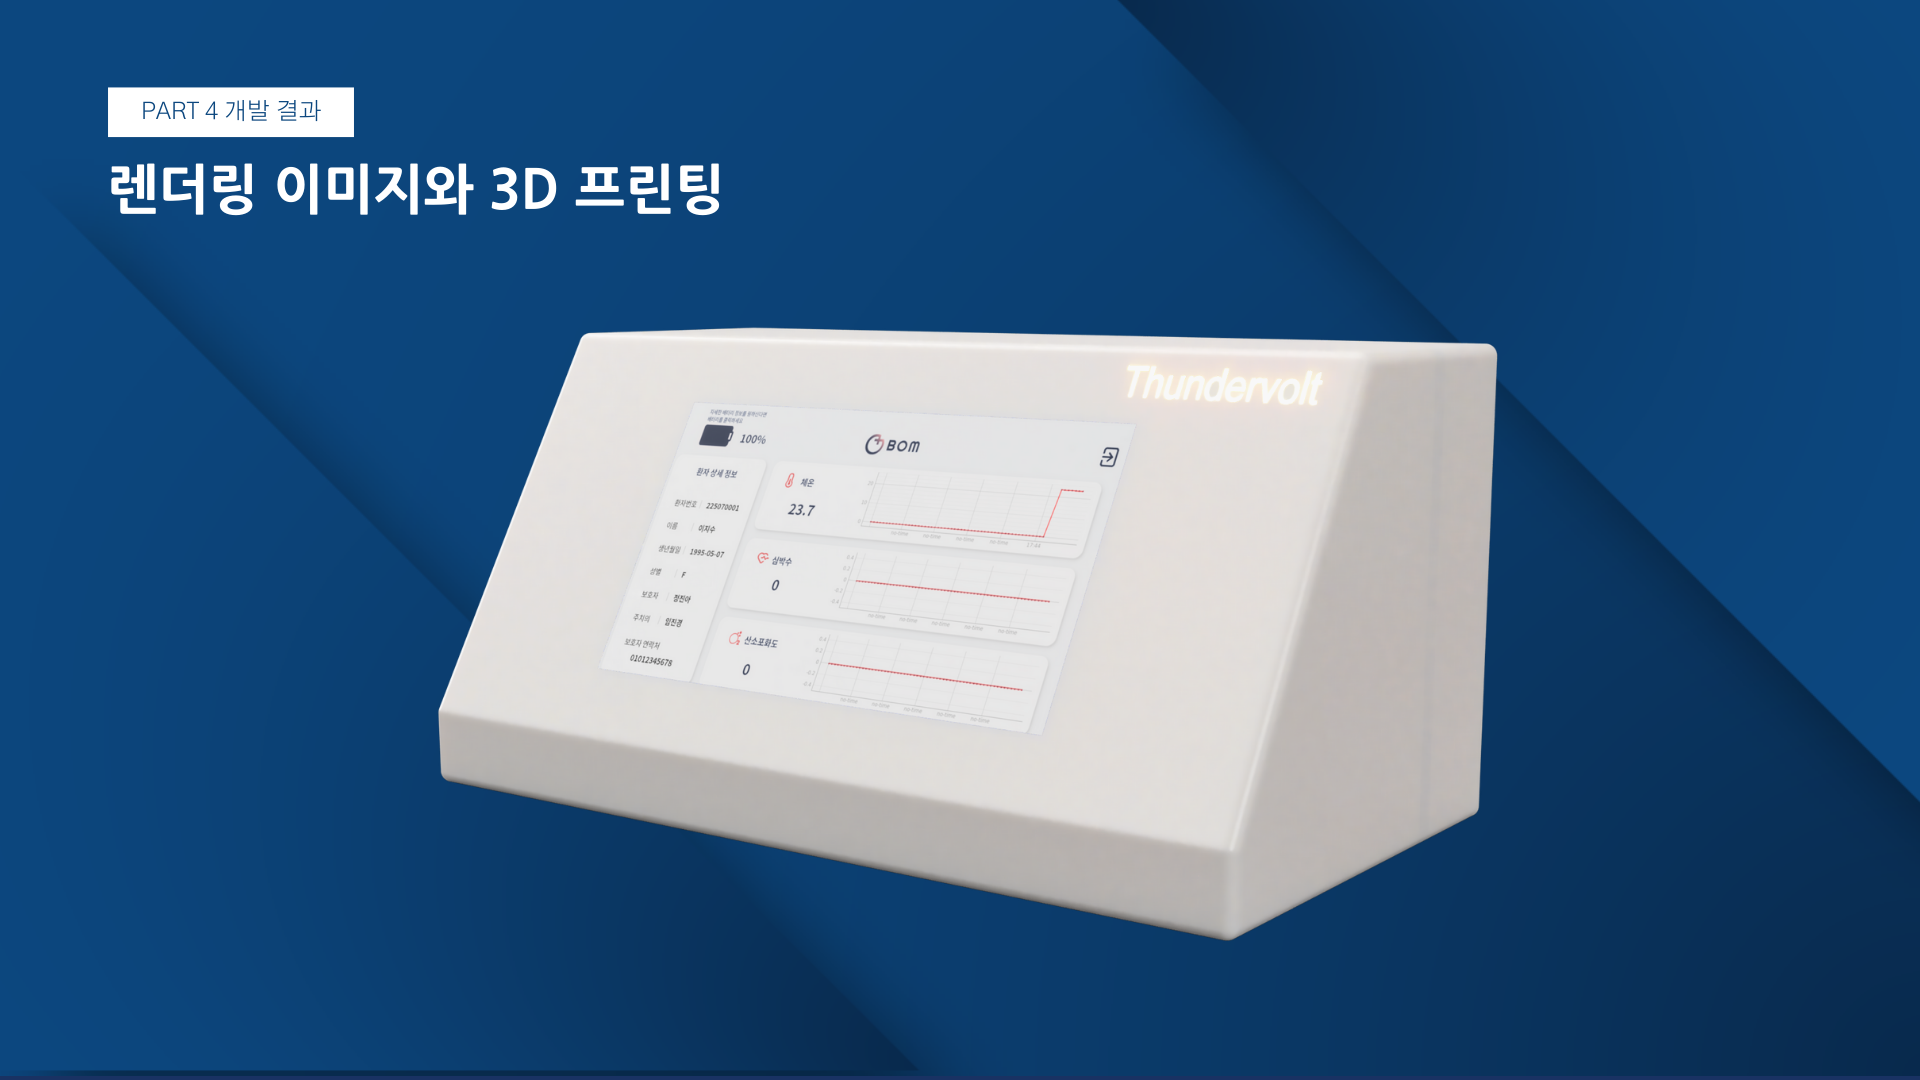 PART 4 개발 결과
렌더링 이미지와 3D 프린팅
Thundervolt
100%
BOM
환자 상세 정보
환자번호 225070001
이름 이지수
생년월일 1995-05-07
성별 F
보호자 정진아
주치의 임진경
보호자 연락처
01012345678
체온
23.7
심박수
0
산소포화도
0